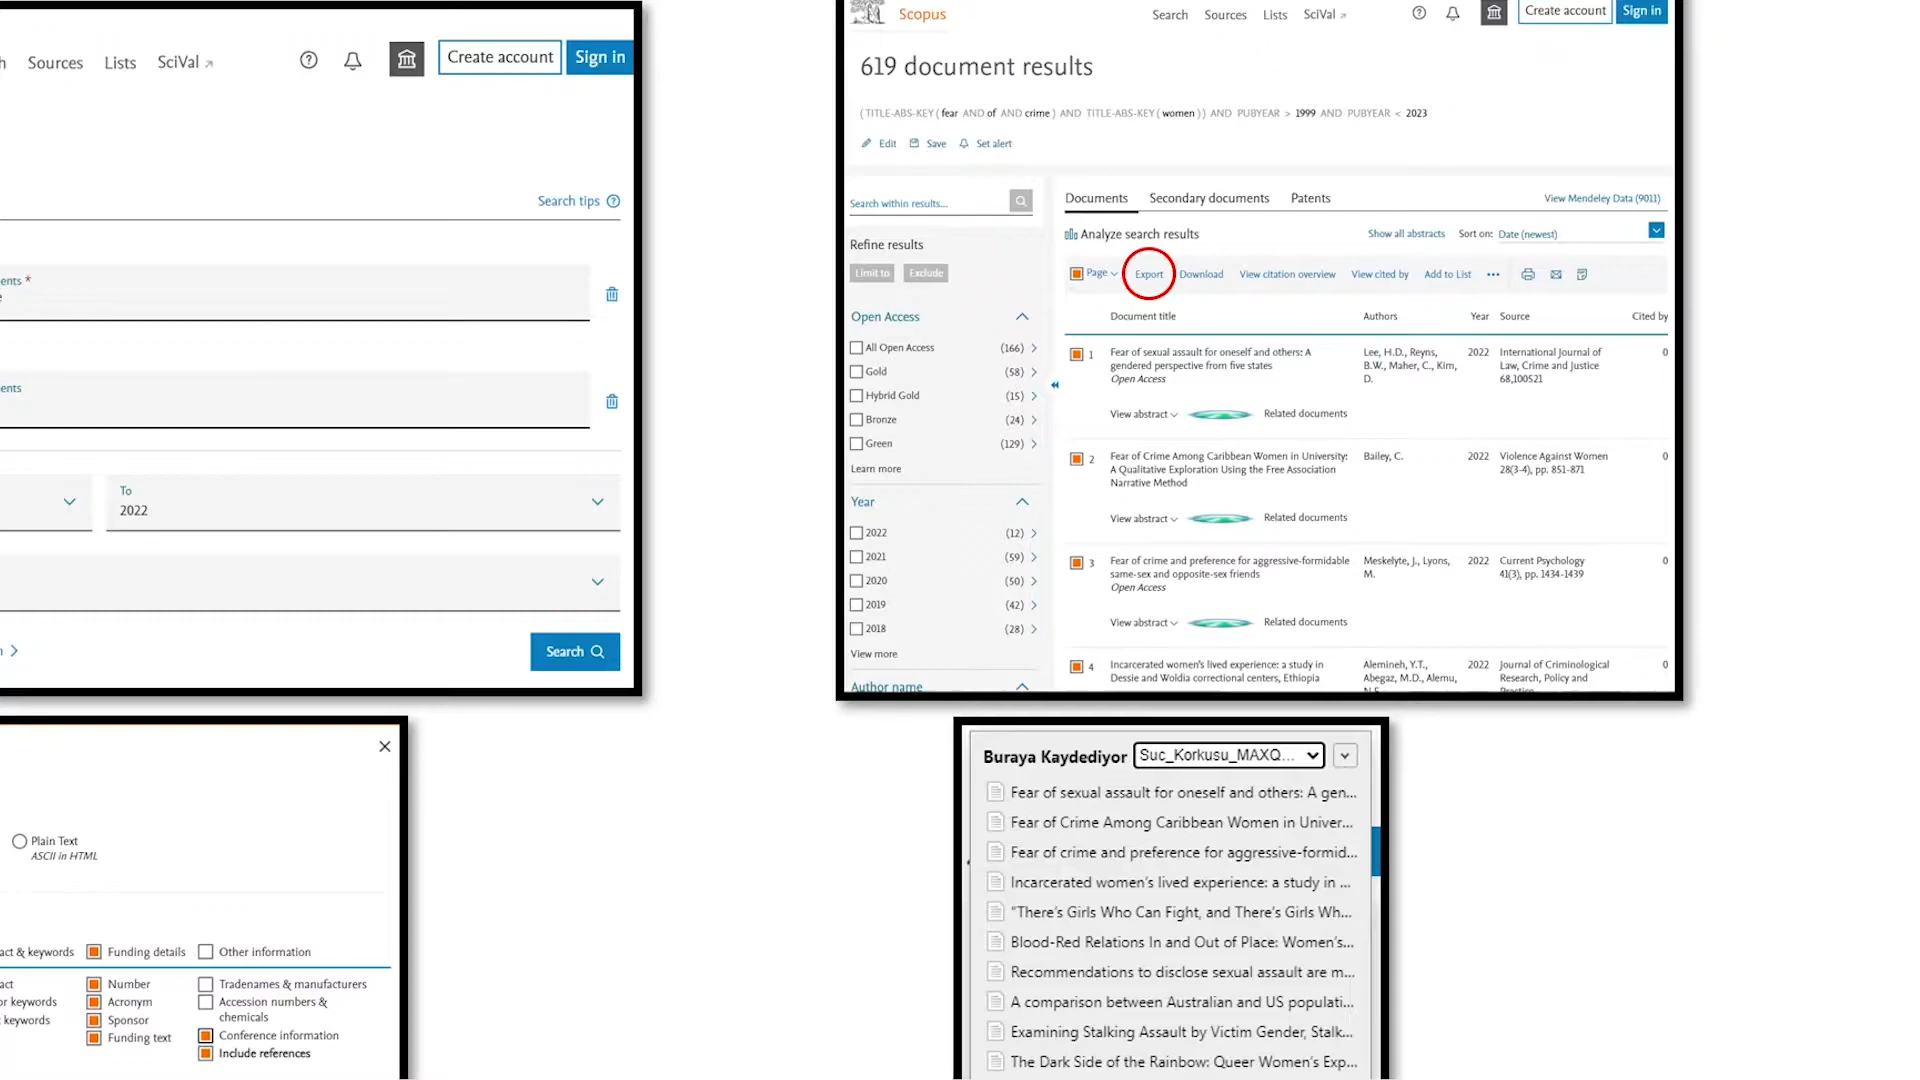 Sources Lists SciVal Create account Sign in
Search tips
2022
To
Search
Scopus Search Sources Lists SciVal Create account Sign in
619 document results
(TITLE-ABS-KEY ( fear AND of AND crime ) AND TITLE-ABS-KEY ( women )) AND PUBYEAR > 1999 AND PUBYEAR < 2023
Edit Save Set alert
Search within results...
Refine results
Limit to Exclude
Open Access
All Open Access (166)
Gold (58)
Hybrid Gold (15)
Bronze (24)
Green (129)
Learn more
Year
2022 (12)
2021 (59)
2020 (50)
2019 (42)
2018 (28)
View more
Author name
Documents Secondary documents Patents View Mendeley Data (9011)
Analyze search results Show all abstracts Sort on: Date (newest)
Page Export Download View citation overview View cited by Add to List ...
Document title Authors Year Source Cited by
1 Fear of sexual assault for oneself and others: A Lee, H.D., Reyns, 2022 International Journal of 0
gendered perspective from five states B.W., Maher, C., Kim, Law, Crime and Justice
Open Access D. 68,100521
View abstract Related documents
2 Fear of Crime Among Caribbean Women in University: Bailey, C. 2022 Violence Against Women 0
A Qualitative Exploration Using the Free Association 28(3-4), pp. 851-871
Narrative Method
View abstract Related documents
3 Fear of crime and preference for aggressive-formidable Meskelyte, J., Lyons, 2022 Current Psychology 0
same-sex and opposite-sex friends M. 41(3), pp. 1434-1439
Open Access
View abstract Related documents
4 Incarcerated women's lived experience: a study in Alemineh, Y.T., 2022 Journal of Criminological 0
Dessie and Woldia correctional centers, Ethiopia Abegaz, M.D., Alemu, Research, Policy and
Practice
Plain Text
ASCII in HTML
act & keywords Funding details Other information
Number Tradenames & manufacturers
keywords Acronym Accession numbers &
chemicals
keywords Sponsor
Funding text Conference information
Include references
Buraya Kaydediyor Suc_Korkusu_MAXQ...
Fear of sexual assault for oneself and others: A gen...
Fear of Crime Among Caribbean Women in Univer...
Fear of crime and preference for aggressive-formid...
Incarcerated women's lived experience: a study in ...
"There's Girls Who Can Fight, and There's Girls Wh...
Blood-Red Relations In and Out of Place: Women's...
Recommendations to disclose sexual assault are m...
A comparison between Australian and US populati...
Examining Stalking Assault by Victim Gender, Stalk...
The Dark Side of the Rainbow: Queer Women's Exp...